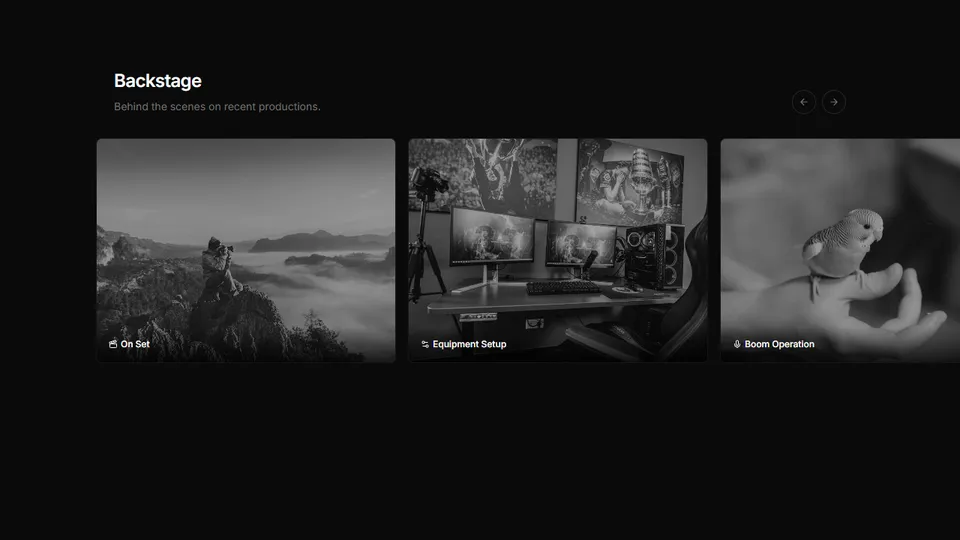 Backstage
Behind the scenes on recent productions.
On Set
Equipment Setup
Boom Operation